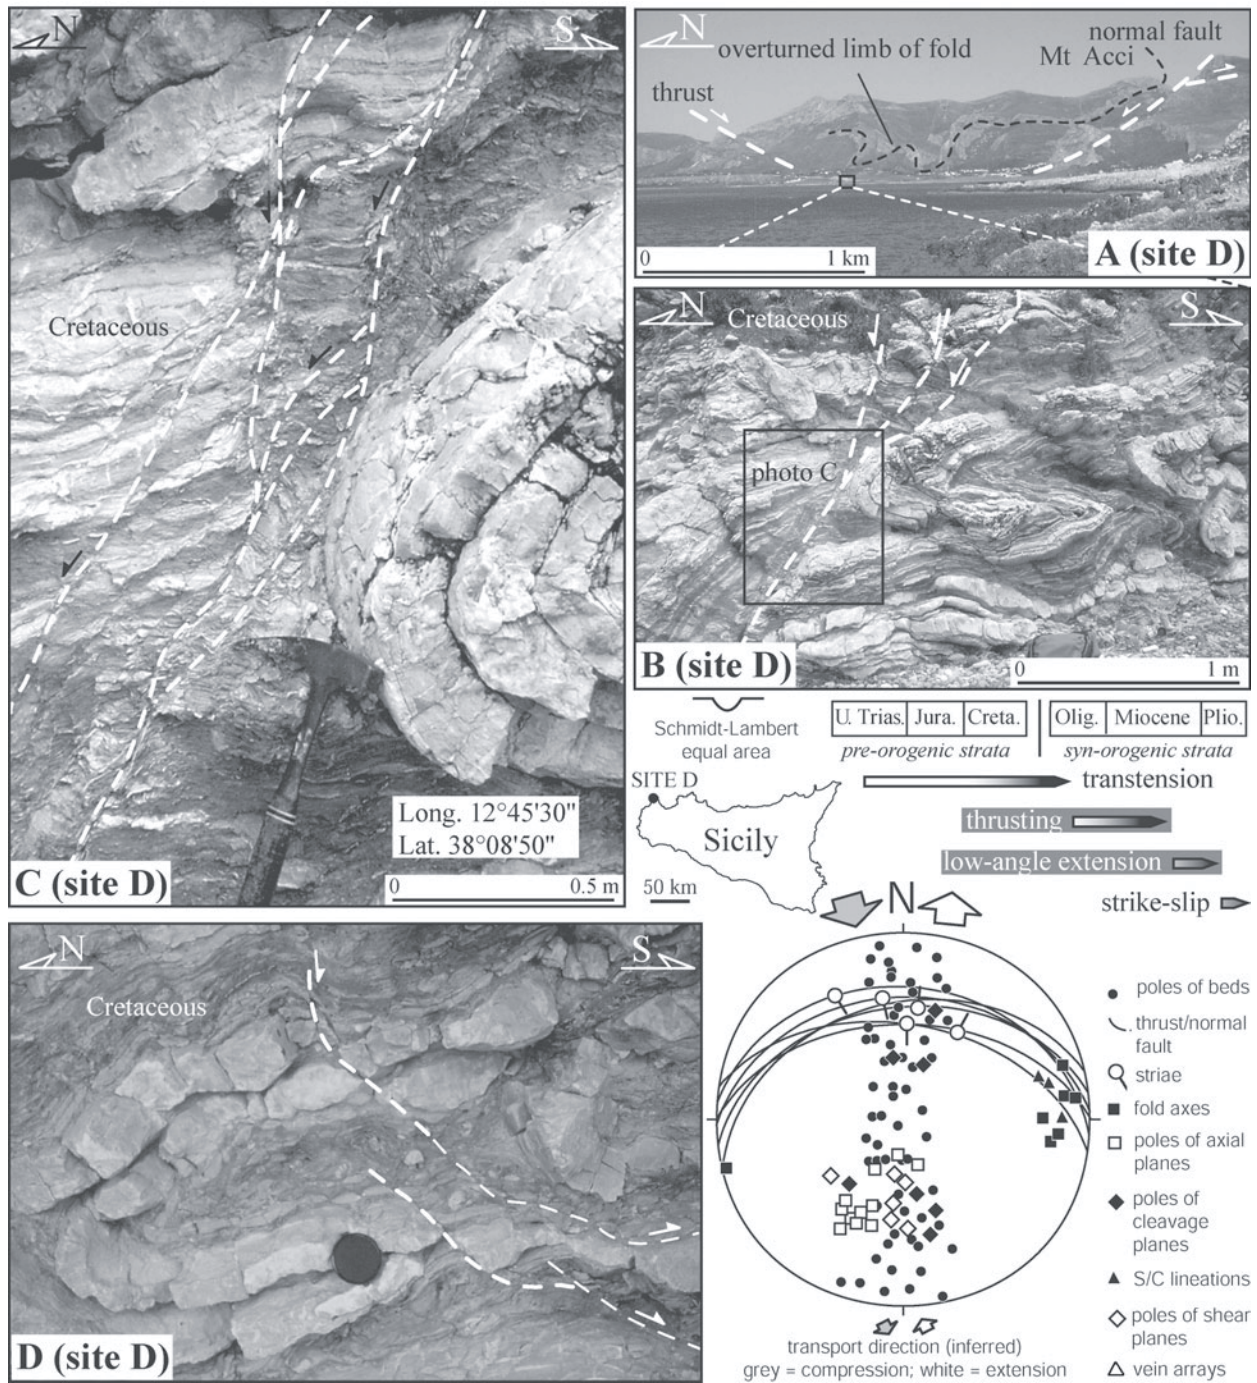 N
S
Cretaceous
Long. 12°45'30"
Lat. 38°08'50"
C (site D)
0 0.5 m
N
normal fault
overturned limb of fold
Mt Acci
thrust
0 1 km
A (site D)
N
S
Cretaceous
photo C
B (site D)
0 1 m
Schmidt-Lambert
equal area
U. Trias. Jura. Creta. Olig. Miocene Plio.
pre-orogenic strata syn-orogenic strata
SITE D
transtension
Sicily
thrusting
low-angle extension
50 km
strike-slip
N
S
Cretaceous
D (site D)
N
poles of beds
thrust/normal
fault
striae
fold axes
poles of axial
planes
poles of
cleavage
planes
S/C lineations
poles of shear
planes
vein arrays
transport direction (inferred)
grey = compression; white = extension